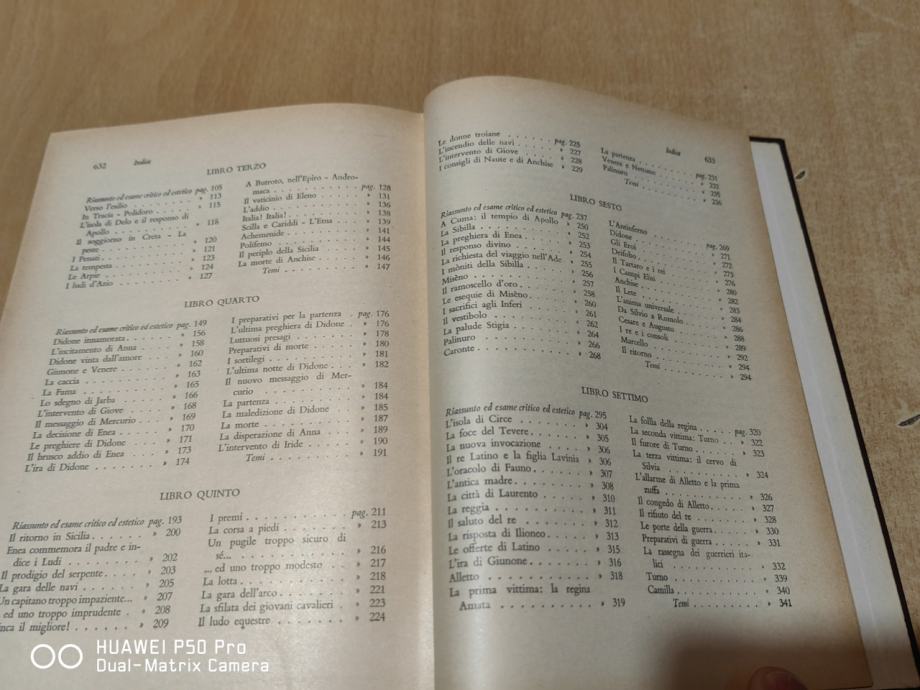 632 Indice
LIBRO TERZO
Riassunto ed esame critico ed estetico pag. 105
Verso l'esilio . . . . . . » 113
In Tracia - Polidoro . . . » 115
L'isola di Delo e il responso di
Apollo . . . . . . . . » 118
Il soggiorno in Creta - La
peste . . . . . . . . . » 120
I Penati . . . . . . . . » 121
La tempesta . . . . . . . » 123
Le Arpie . . . . . . . . » 124
I ludi d'Azio . . . . . . » 127
A Butroto, nell'Epiro - Andro-
maca . . . . . . . . pag. 128
Il vaticinio di Eleno . . . » 131
L'addio . . . . . . . . » 136
Italia! Italia! . . . . . . » 138
Scilla e Cariddi - L'Etna . . » 139
Achemenide . . . . . . . » 141
Polifemo . . . . . . . . » 144
Il periplo della Sicilia . . . » 145
La morte di Anchise . . . . » 146
Temi . . . . . . . » 147
LIBRO QUARTO
Riassunto ed esame critico ed estetico pag. 149
Didone innamorata . . . . » 156
L'incitamento di Anna . . . » 158
Didone vinta dall'amore . . » 160
Giunone e Venere . . . . » 162
La caccia . . . . . . . . » 163
La Fama . . . . . . . . » 165
Lo sdegno di Jarba . . . . » 166
L'intervento di Giove . . . » 168
Il messaggio di Mercurio . . » 169
La decisione di Enea . . . » 170
Le preghiere di Didone . . » 171
Il brusco addio di Enea . . » 173
L'ira di Didone . . . . . » 174
I preparativi per la partenza . pag. 176
L'ultima preghiera di Didone . » 176
Luttuosi presagi . . . . . » 178
Preparativi di morte . . . . » 180
I sortilegi . . . . . . . » 181
L'ultima notte di Didone . . » 182
Il nuovo messaggio di Mer-
curio . . . . . . . . » 184
La partenza . . . . . . . » 184
La maledizione di Didone . . » 185
La morte . . . . . . . . » 187
La disperazione di Anna . . » 189
L'intervento di Iride . . . » 190
Temi . . . . . . . » 191
LIBRO QUINTO
Riassunto ed esame critico ed estetico pag. 193
Il ritorno in Sicilia . . . . » 200
Enea commemora il padre e in-
dice i Ludi . . . . . . » 202
Il prodigio del serpente . . . » 203
La gara delle navi . . . . » 205
Un capitano troppo impaziente... » 207
ed uno troppo imprudente . » 208
il migliore! . . . . . . » 209
I premi . . . . . . . pag. 211
La corsa a piedi . . . . . » 213
Un pugile troppo sicuro di
sé... . . . . . . . . . » 216
... ed uno troppo modesto . » 217
La lotta . . . . . . . . » 218
La gara dell'arco . . . . . » 221
La sfilata dei giovani cavalieri » 223
Il ludo equestre . . . . . » 224
Indice 633
Le donne troiane . . . . . pag. 225
L'incendio delle navi . . . » 227
L'intervento di Giove . . . » 228
I consigli di Naute e di Anchise » 229
La partenza . . . . . . pag. 231
Venere e Nettuno . . . .
Palinuro . . . . . . . » 235
Temi . . . . . . . » 236
LIBRO SESTO
Riassunto ed esame critico ed estetico pag. 237
A Cuma: il tempio di Apollo . » 250
La Sibilla . . . . . . . » 252
La preghiera di Enea . . . » 253
Il responso divino . . . . » 254
La richiesta del viaggio nell'Ade » 255
I mòniti della Sibilla . . . » 256
Misèno . . . . . . . . » 257
Il ramoscello d'oro . . . . » 258
Le esequie di Misèno . . . » 260
I sacrifici agli Inferi . . . » 261
Il vestibolo . . . . . . . » 262
La palude Stigia . . . . . » 264
Palinuro . . . . . . . . » 266
Caronte . . . . . . . . » 268
L'Antinferno . . . . . . pag. 269
Didone . . . . . . . . » 271
Gli Eroi . . . . . . . . » 272
Deifobo . . . . . . . . » 273
Il Tartaro e i rei . . . . . » 276
I Campi Elisi . . . . . . » 280
Anchise . . . . . . . . » 282
Il Lete . . . . . . . . » 283
L'anima universale . . . . » 284
Da Silvio a Romolo . . . . » 286
Cesare e Augusto . . . . . » 288
I re e i consoli . . . . . » 289
Marcello . . . . . . . . » 292
Il ritorno . . . . . . . » 294
Temi . . . . . . . » 294
LIBRO SETTIMO
Riassunto ed esame critico ed estetico pag. 295
L'isola di Circe . . . . . » 304
La foce del Tevere . . . . » 305
La nuova invocazione . . . » 306
Il re Latino e la figlia Lavinia » 306
L'oracolo di Fauno . . . . » 307
L'antica madre . . . . . . » 308
La città di Laurento . . . . » 310
La reggia . . . . . . . . » 311
Il saluto del re . . . . . » 312
La risposta di Ilioneo . . . » 313
Le offerte di Latino . . . . » 315
L'ira di Giunone . . . . . » 316
Alletto . . . . . . . . . » 318
La prima vittima: la regina
Amata . . . . . . . . » 319
La follia della regina . . . pag. 320
La seconda vittima: Turno . » 322
Il furore di Turno . . . . » 323
La terza vittima: il cervo di
Silvia . . . . . . . . » 324
L'allarme di Alletto e la prima
zuffa . . . . . . . . » 326
Il congedo di Alletto . . . » 327
Il rifiuto del re . . . . . » 328
Le porte della guerra . . . » 330
Preparativi di guerra . . . » 331
La rassegna dei guerrieri ita-
lici . . . . . . . . . » 332
Turno . . . . . . . . . » 339
Camilla . . . . . . . . » 340
Temi . . . . . . . » 341
HUAWEI P50 Pro
Dual-Matrix Camera